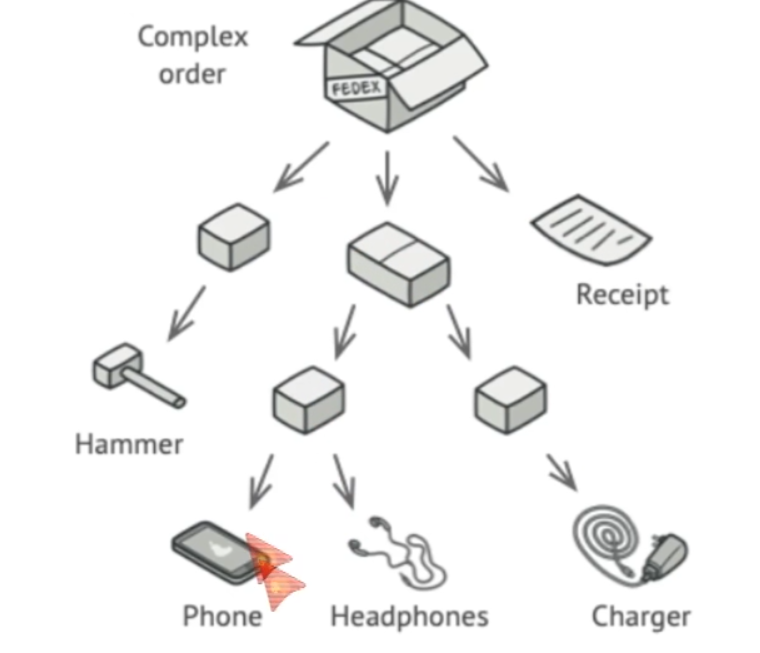 Complex
order
FEDEX
Receipt
Hammer
Phone
Headphones
Charger